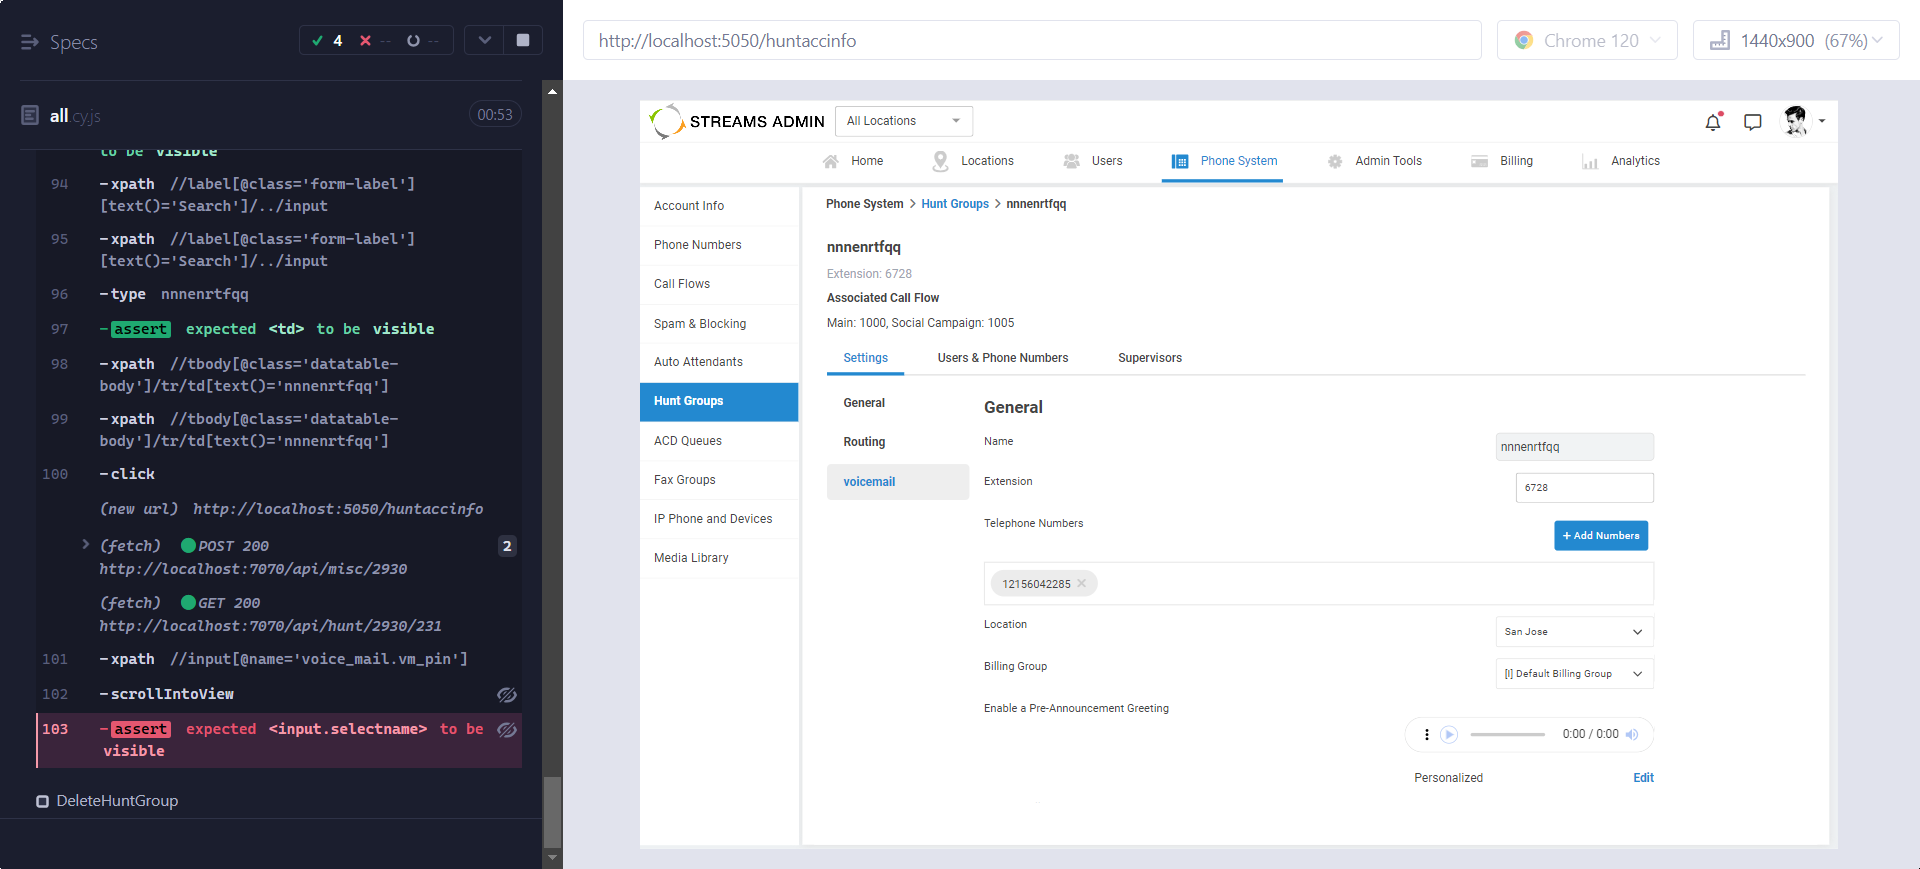 Specs
4 -- --
all.cy.js
00:53
to be visible
94 -xpath //label[@class='form-label']
[text()='Search']/../input
95 -xpath //label[@class='form-label']
[text()='Search']/../input
96 -type nnnenrtfqq
97 -assert expected <td> to be visible
98 -xpath //tbody[@class='datatable-
body']/tr/td[text()='nnnenrtfqq']
99 -xpath //tbody[@class='datatable-
body']/tr/td[text()='nnnenrtfqq']
100 -click
(new url) http://localhost:5050/huntaccinfo
(fetch) POST 200 2
http://localhost:7070/api/misc/2930
(fetch) GET 200
http://localhost:7070/api/hunt/2930/231
101 -xpath //input[@name='voice_mail.vm_pin']
102 -scrollIntoView
103 -assert expected <input.selectname> to be
visible
DeleteHuntGroup
http://localhost:5050/huntaccinfo
Chrome 120
1440x900 (67%)
STREAMS ADMIN
All Locations
Home Locations Users Phone System Admin Tools Billing Analytics
Account Info
Phone Numbers
Call Flows
Spam & Blocking
Auto Attendants
Hunt Groups
ACD Queues
Fax Groups
IP Phone and Devices
Media Library
Phone System > Hunt Groups > nnnenrtfqq
nnnenrtfqq
Extension: 6728
Associated Call Flow
Main: 1000, Social Campaign: 1005
Settings Users & Phone Numbers Supervisors
General
Routing
voicemail
General
Name nnnenrtfqq
Extension 6728
Telephone Numbers + Add Numbers
12156042285 ×
Location San Jose
Billing Group [I] Default Billing Group
Enable a Pre-Announcement Greeting
0:00 / 0:00
Personalized Edit